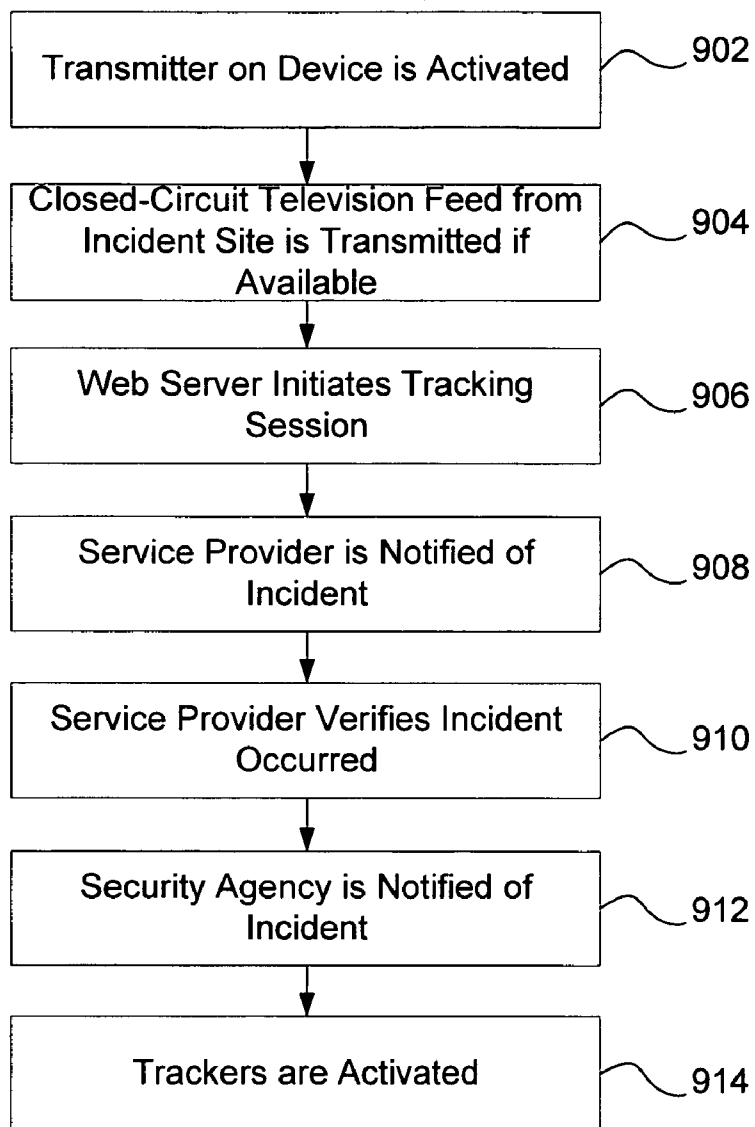 Transmitter on Device is Activated
902
Closed-Circuit Television Feed from
Incident Site is Transmitted if
Available
904
Web Server Initiates Tracking
Session
906
Service Provider is Notified of
Incident
908
Service Provider Verifies Incident
Occurred
910
Security Agency is Notified of
Incident
912
Trackers are Activated
914